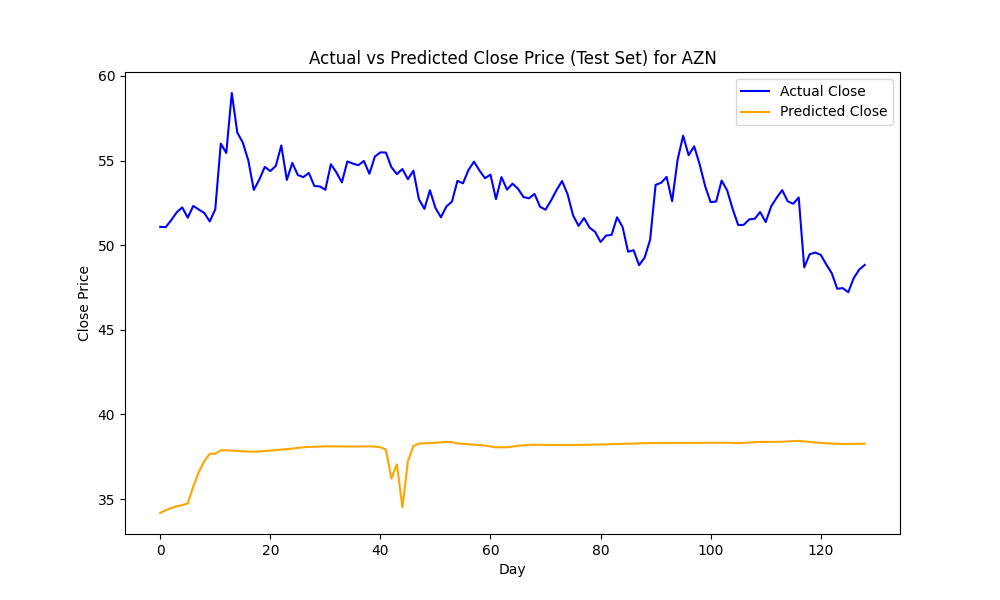 Actual vs Predicted Close Price (Test Set) for AZN
Actual Close
Predicted Close
Close Price
60
55
50
45
40
35
0 20 40 60 80 100 120
Day